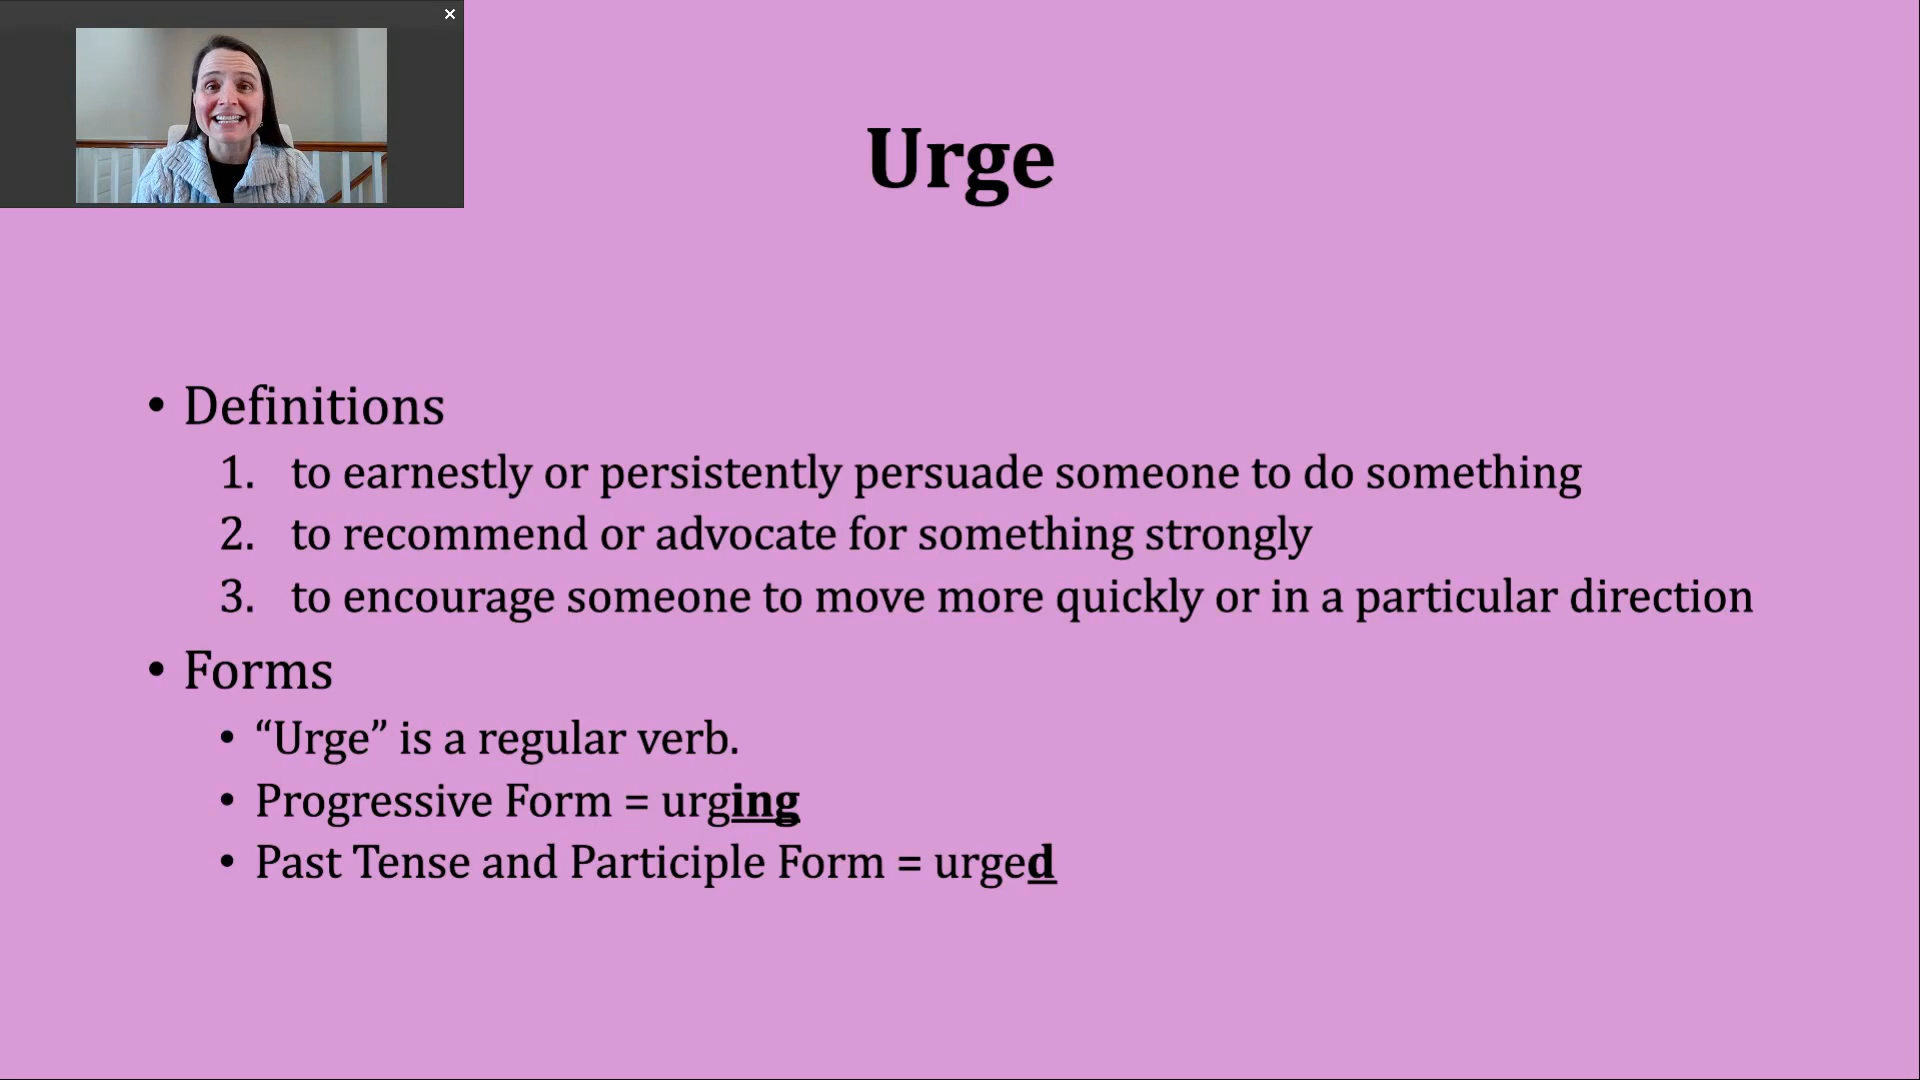 Urge
• Definitions
1. to earnestly or persistently persuade someone to do something
2. to recommend or advocate for something strongly
3. to encourage someone to move more quickly or in a particular direction
• Forms
• “Urge” is a regular verb.
• Progressive Form = urging
• Past Tense and Participle Form = urged